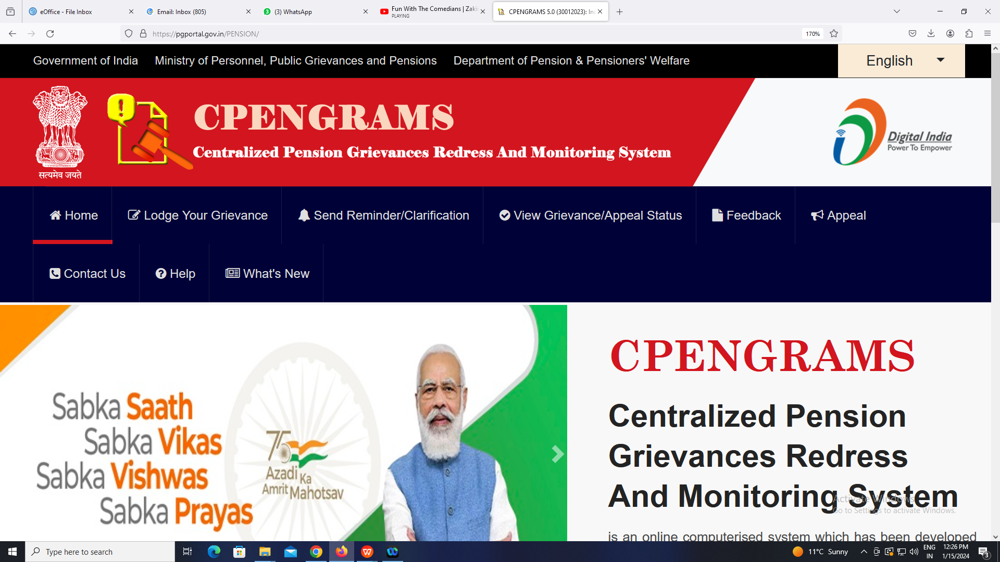 eOffice - File Inbox
Email: Inbox (805)
(3) WhatsApp
Fun With The Comedians | Zakir
PLAYING
CPENGRAMS 5.0 (30012023):
https://pgportal.gov.in/PENSION/
170%
Government of India Ministry of Personnel, Public Grievances and Pensions Department of Pension & Pensioners' Welfare English
CPENGRAMS
Centralized Pension Grievances Redress And Monitoring System
सत्यमेव जयते
Digital India
Power To Empower
Home Lodge Your Grievance Send Reminder/Clarification View Grievance/Appeal Status Feedback Appeal
Contact Us Help What's New
Sabka Saath
Sabka Vikas
Sabka Vishwas
Sabka Prayas
75
Azadi Ka
Amrit Mahotsav
CPENGRAMS
Centralized Pension
Grievances Redress
And Monitoring System
is an online computerised system which has been developed
Activate Windows
Go to Settings to activate Windows.
Type here to search
11°C Sunny
ENG
IN
12:26 PM
1/15/2024
3